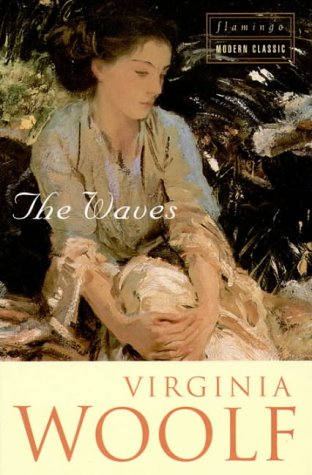 flamingo
MODERN CLASSIC
The Waves
VIRGINIA
WOOLF